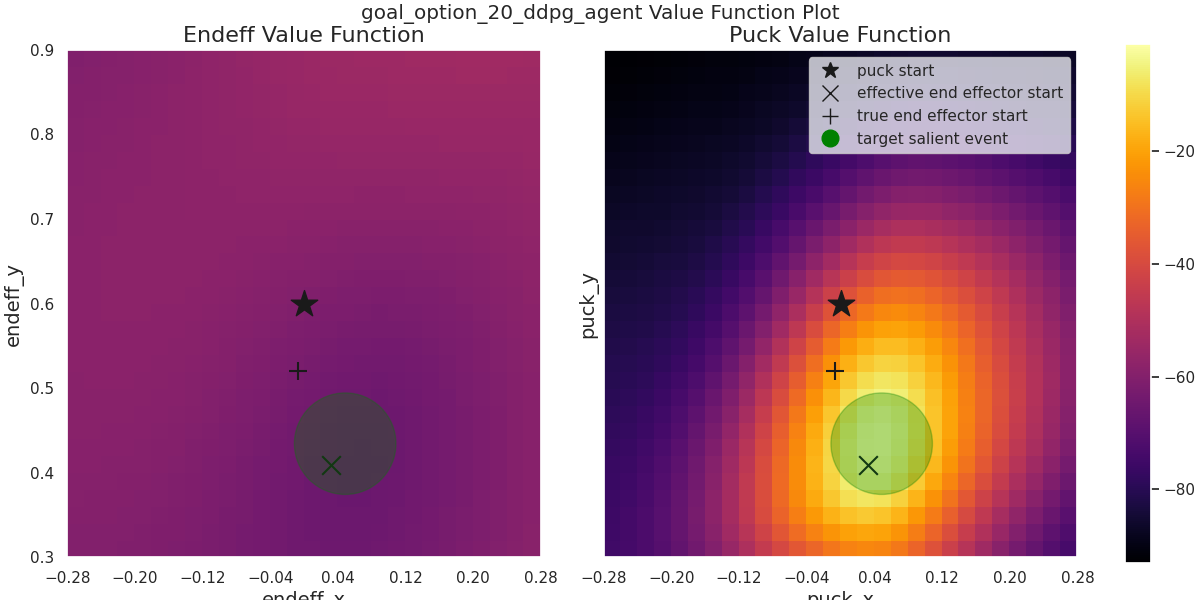 goal_option_20_ddpg_agent Value Function Plot
Endeff Value Function
Puck Value Function
puck start
effective end effector start
true end effector start
target salient event
endeff_y
0.9
0.8
0.7
0.6
0.5
0.4
0.3
puck_y
−20
−40
−60
−80
−0.28 −0.20 −0.12 −0.04 0.04 0.12 0.20 0.28
−0.28 −0.20 −0.12 −0.04 0.04 0.12 0.20 0.28
endeff_x
puck_x